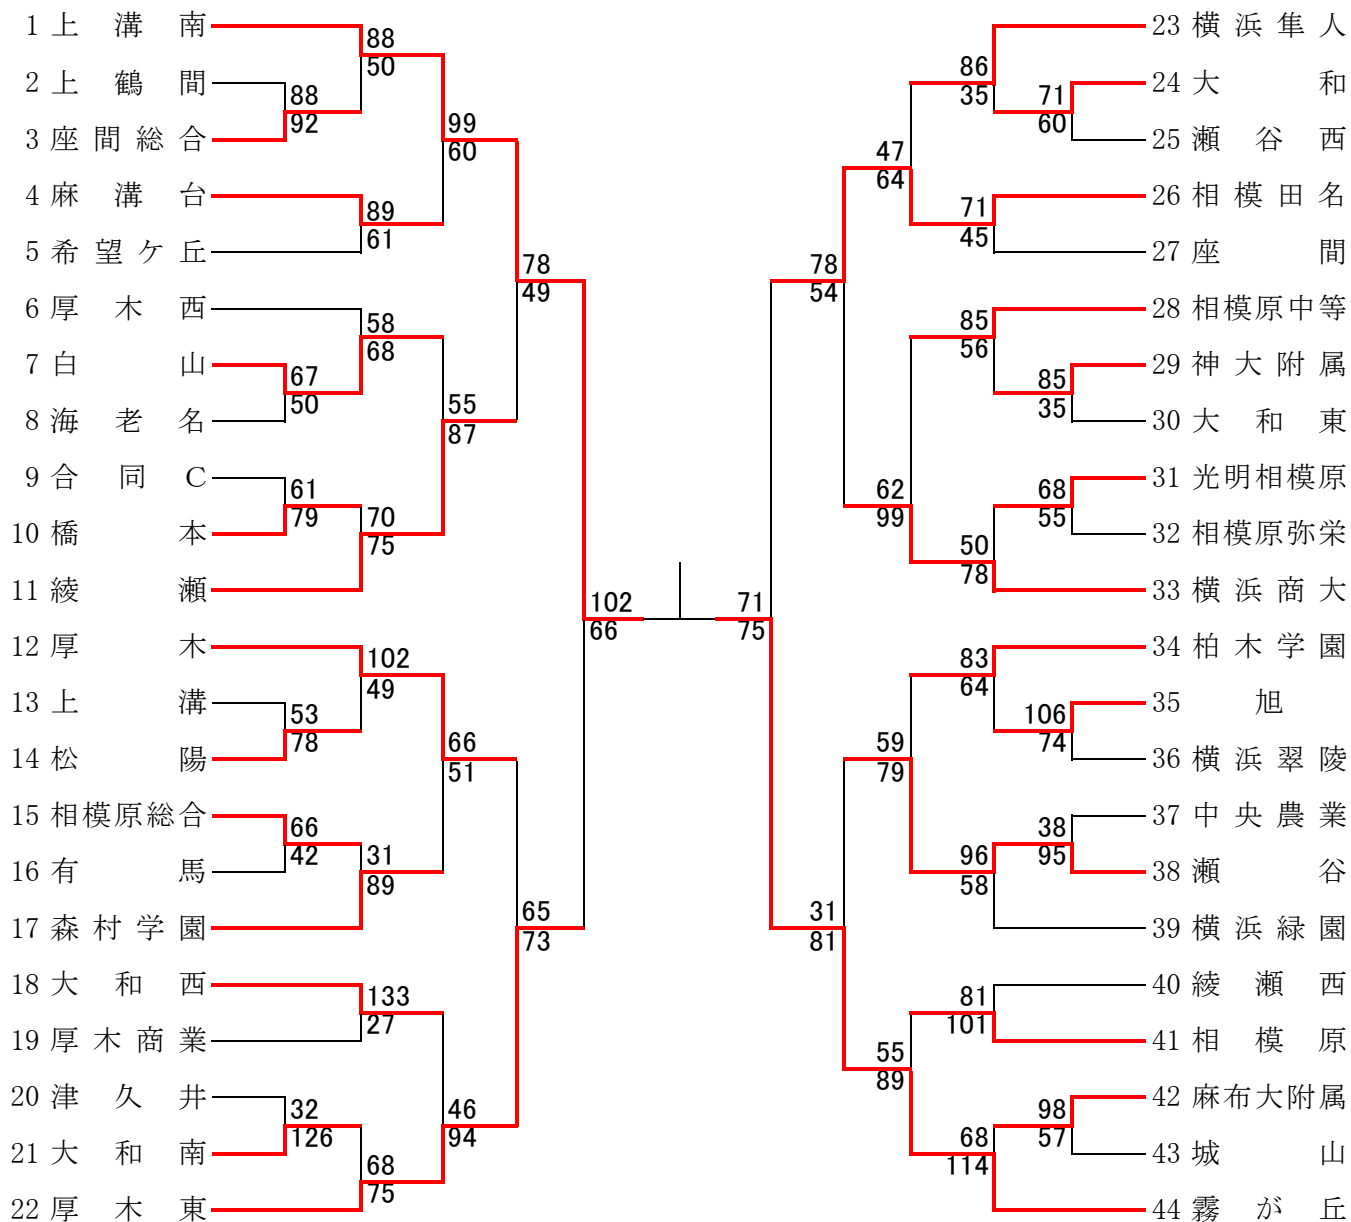 1 上溝南
2 上鶴間
3 座間総合
4 麻溝台
5 希望ケ丘
6 厚木西
7 白山
8 海老名
9 合同C
10 橋本
11 綾瀬
12 厚木
13 上溝
14 松陽
15 相模原総合
16 有馬
17 森村学園
18 大和西
19 厚木商業
20 津久井
21 大和南
22 厚木東
88
92
67
50
61
79
53
78
66
42
32
126
88
50
89
61
58
68
70
75
102
49
31
89
133
27
68
75
99
60
55
87
66
51
46
94
78
49
65
73
102
66
71
75
78
54
31
81
47
64
62
99
59
79
55
89
86
35
71
45
85
56
50
78
83
64
96
58
81
101
68
114
71
60
85
35
68
55
106
74
38
95
98
57
23 横浜隼人
24 大和
25 瀬谷西
26 相模田名
27 座間
28 相模原中等
29 神大附属
30 大和東
31 光明相模原
32 相模原弥栄
33 横浜商大
34 柏木学園
35 旭
36 横浜翠陵
37 中央農業
38 瀬谷
39 横浜緑園
40 綾瀬西
41 相模原
42 麻布大附属
43 城山
44 霧が丘